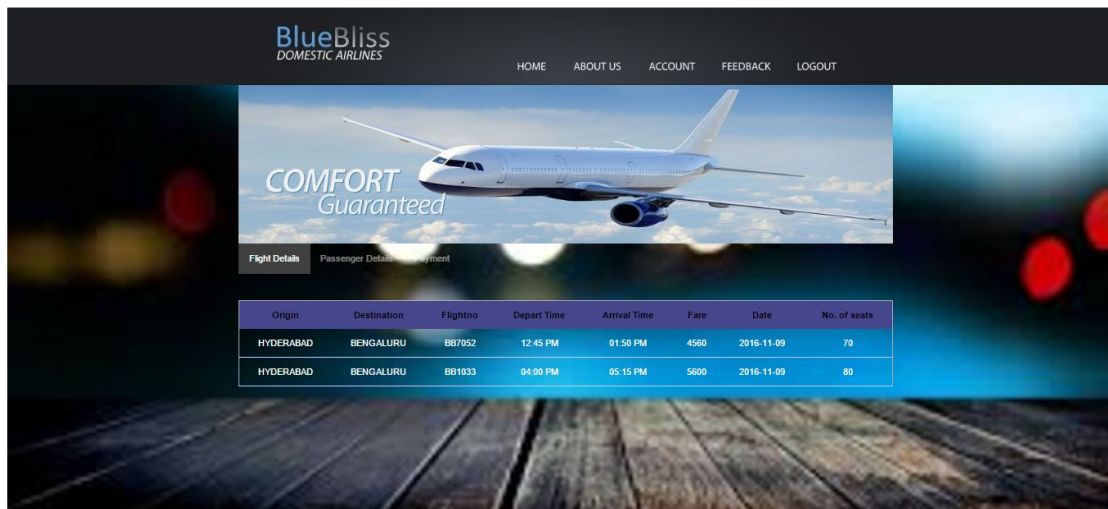 BlueBliss
DOMESTIC AIRLINES
HOME ABOUT US ACCOUNT FEEDBACK LOGOUT
COMFORT
Guaranteed
Flight Details Passenger Details
Origin Destination Flightno Depart Time Arrival Time Fare Date No. of seats
HYDERABAD BENGALURU BB7052 12:45 PM 01:50 PM 4560 2016-11-09 70
HYDERABAD BENGALURU BB1033 04:00 PM 05:15 PM 5600 2016-11-09 80